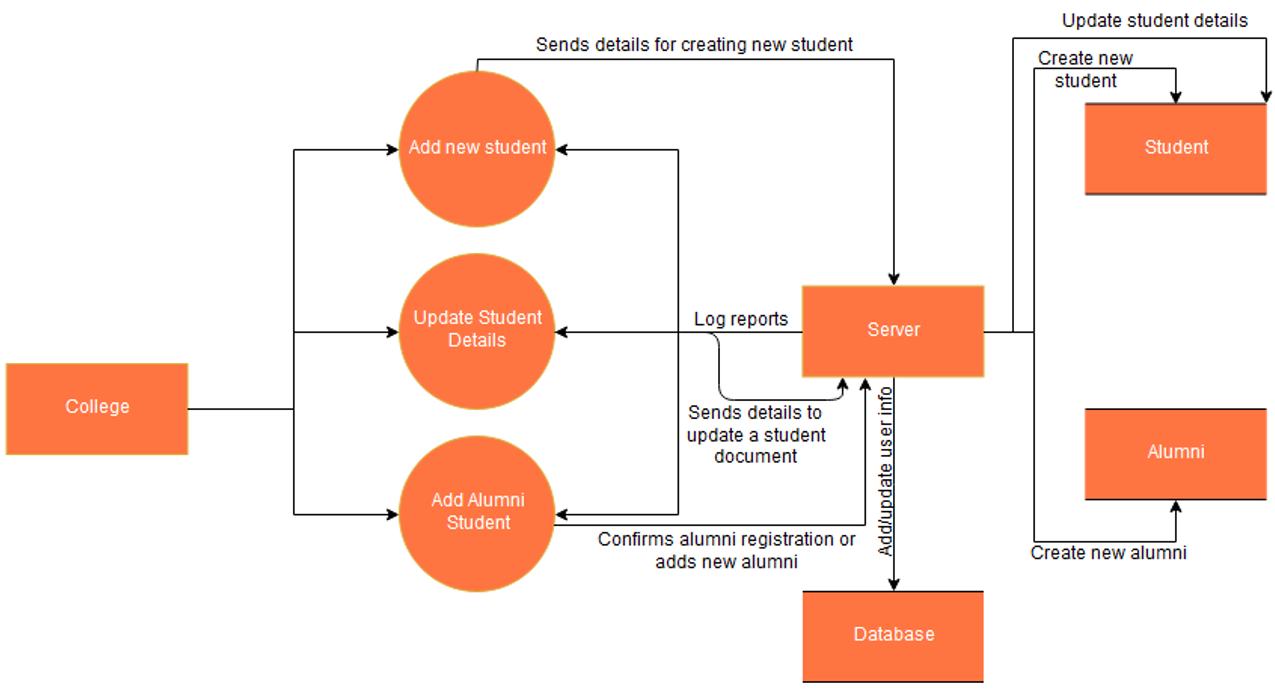 Update student details
Sends details for creating new student
Create new
student
Add new student
Student
Update Student
Details
Log reports
Server
College
Sends details to
update a student
document
Add/update user info
Alumni
Add Alumni
Student
Confirms alumni registration or
adds new alumni
Create new alumni
Database